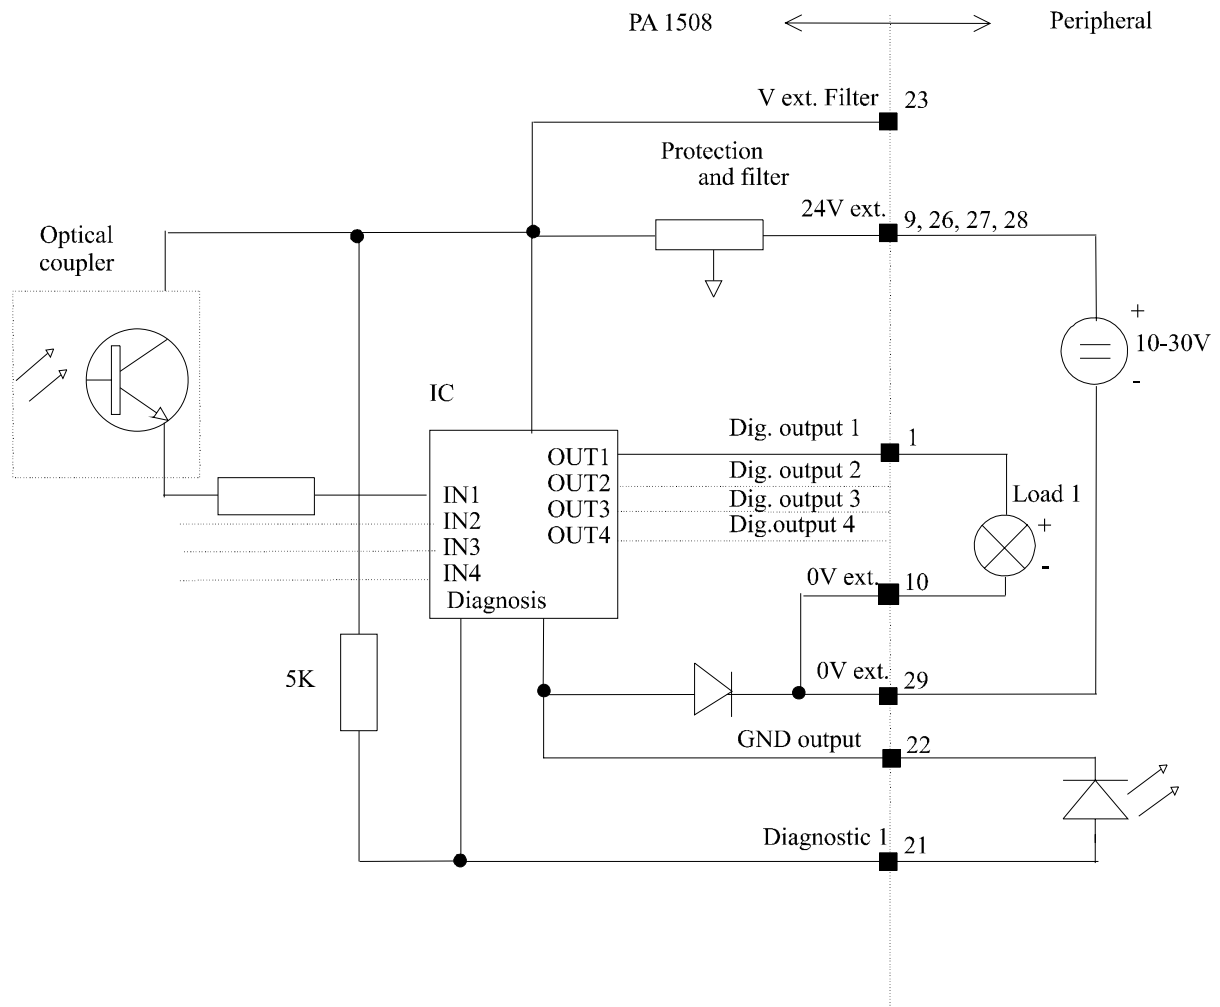 PA 1508
Peripheral
V ext. Filter
23
Protection
and filter
24V ext.
9, 26, 27, 28
Optical
coupler
+
10-30V
-
IC
Dig. output 1
1
OUT1
Dig. output 2
OUT2
Dig. output 3
OUT3
Dig.output 4
OUT4
Load 1
+
-
IN1
IN2
IN3
IN4
Diagnosis
0V ext.
10
5K
0V ext.
29
GND output
22
Diagnostic 1
21